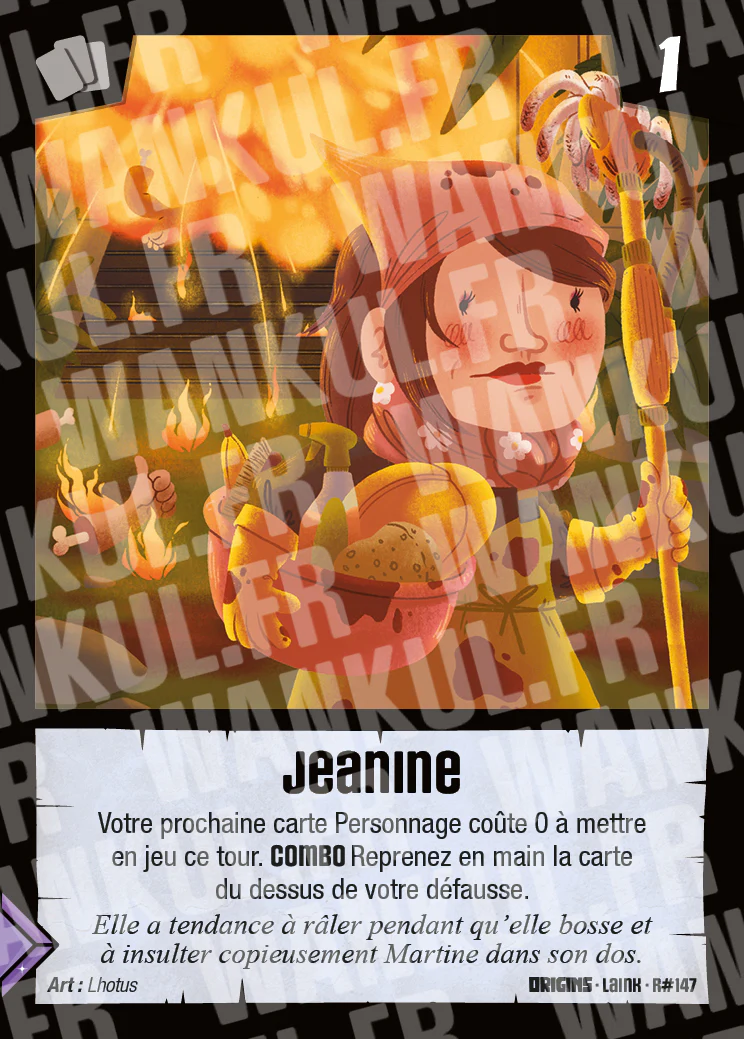 1
WANKUL.FR
Jeanine
Votre prochaine carte Personnage coûte 0 à mettre
en jeu ce tour. COMBO Reprenez en main la carte
du dessus de votre défausse.
Elle a tendance à râler pendant qu’elle bosse et
à insulter copieusement Martine dans son dos.
Art : Lhotus
ORIGINS · LAINK · R#147